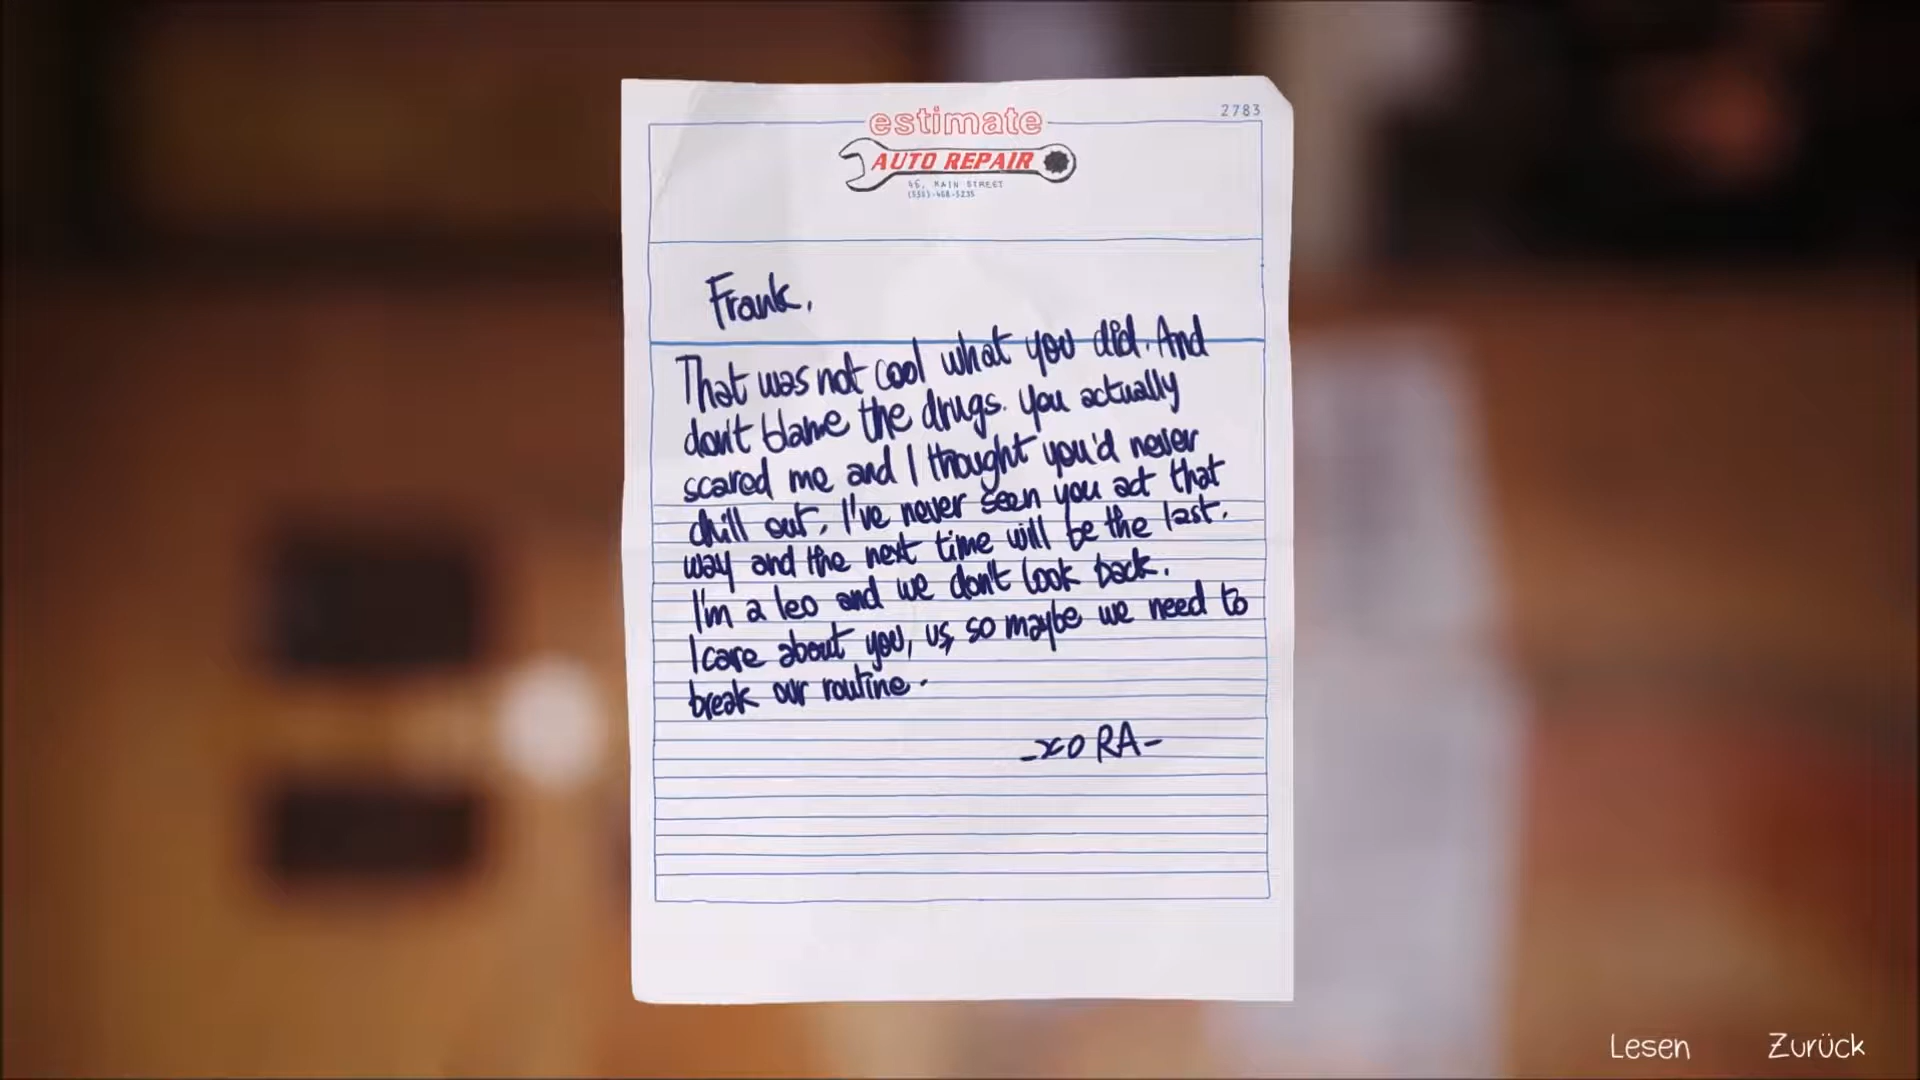 2783
estimate
AUTO REPAIR
45, MAIN STREET
Frank,
That was not cool what you did. And
don't blame the drugs. You actually
scared me and I thought you'd never
chill out. I've never seen you act that
way and the next time will be the last.
I'm a leo and we don't look back.
I care about you, us, so maybe we need to
break our routine.
-xo RA-
Lesen Zurück